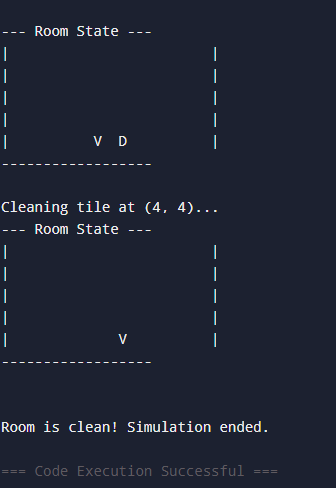 --- Room State ---
|                         |
|                         |
|                         |
|                         |
|          V  D          |
------------------
Cleaning tile at (4, 4)...
--- Room State ---
|                         |
|                         |
|                         |
|                         |
|             V          |
------------------
Room is clean! Simulation ended.
=== Code Execution Successful ===